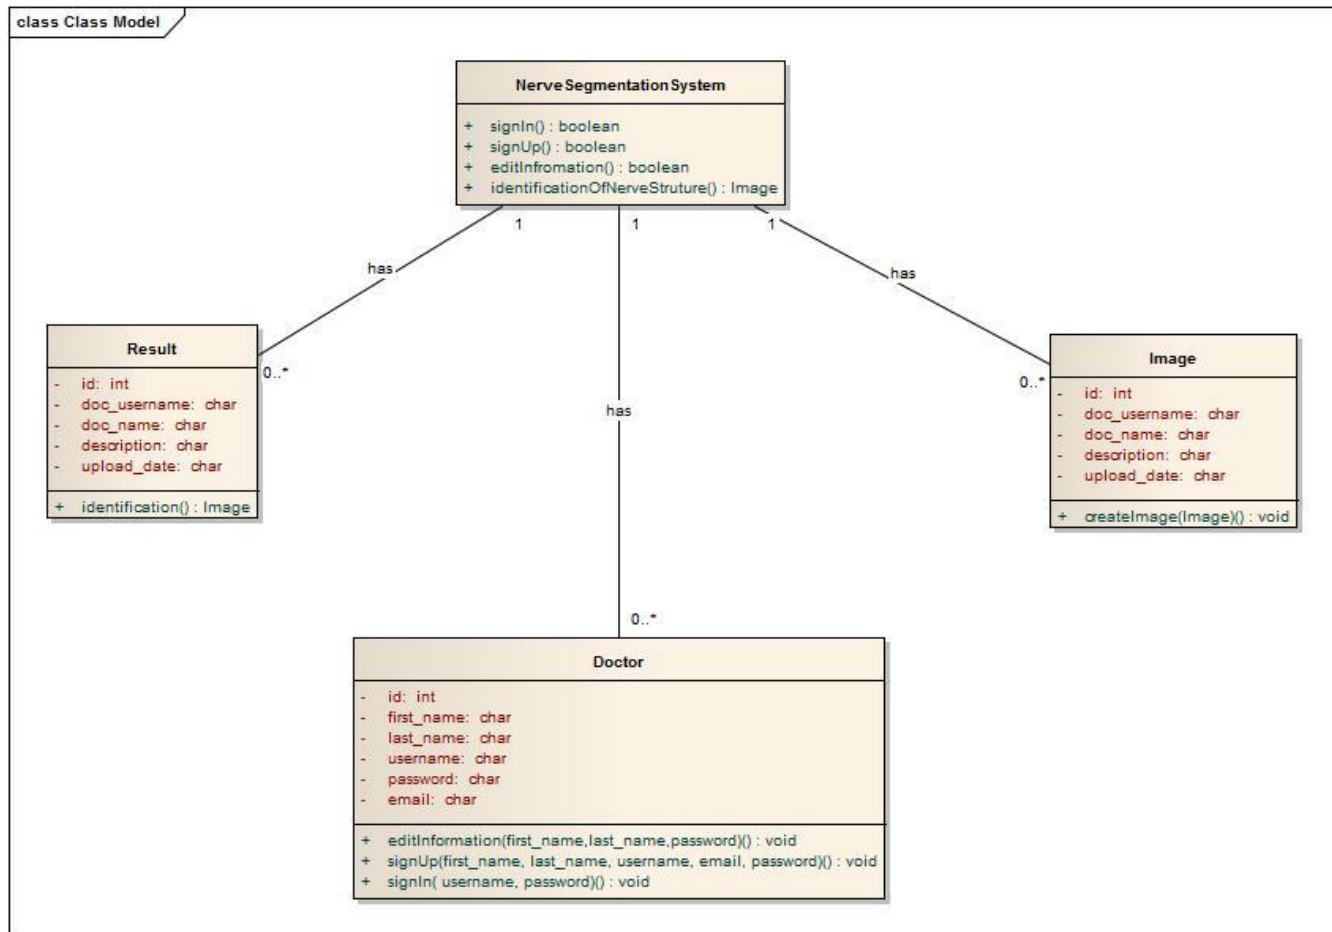 class Class Model
NerveSegmentationSystem
+ signIn() : boolean
+ signUp() : boolean
+ editInfromation() : boolean
+ identificationOfNerveStruture() : Image
1
1
1
has
has
has
0..*
0..*
0..*
Result
- id: int
- doc_username: char
- doc_name: char
- description: char
- upload_date: char
+ identification() : Image
Image
- id: int
- doc_username: char
- doc_name: char
- description: char
- upload_date: char
+ createImage(Image)() : void
Doctor
- id: int
- first_name: char
- last_name: char
- username: char
- password: char
- email: char
+ editInformation(first_name,last_name,password)() : void
+ signUp(first_name, last_name, username, email, password)() : void
+ signIn( username, password)() : void